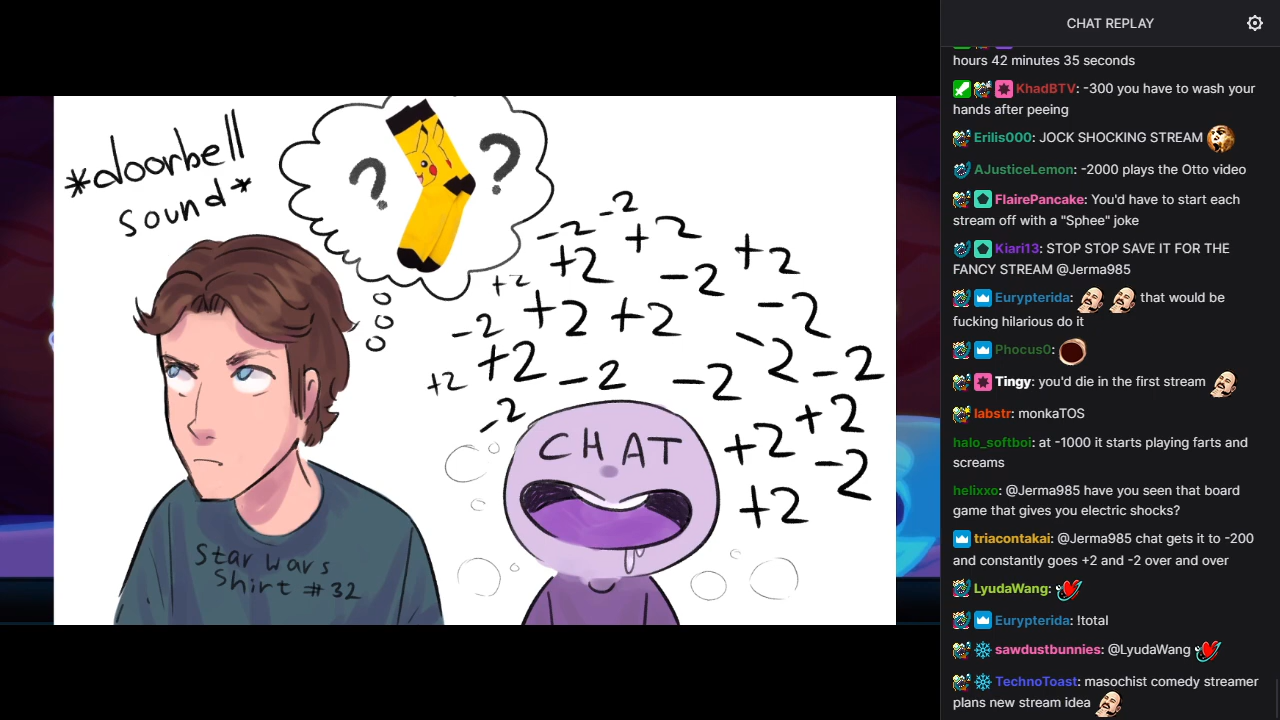 *doorbell
sound*
? ?
-2
-2 +2
+2 +2
+2 -2
-2 +2 +2 -2
+2 -2 -2
+2 -2 -2
-2 +2
+2 -2
+2
CHAT
Star wars
Shirt #32
CHAT REPLAY
hours 42 minutes 35 seconds
KhadBTV: -300 you have to wash your
hands after peeing
Erilis000: JOCK SHOCKING STREAM
AJusticeLemon: -2000 plays the Otto video
FlairePancake: You'd have to start each
stream off with a "Sphee" joke
Kiari13: STOP STOP SAVE IT FOR THE
FANCY STREAM @Jerma985
Eurypterida: that would be
fucking hilarious do it
Phocus0:
Tingy: you'd die in the first stream
labstr: monkaTOS
halo_softboi: at -1000 it starts playing farts and
screams
helixxo: @Jerma985 have you seen that board
game that gives you electric shocks?
triacontakai: @Jerma985 chat gets it to -200
and constantly goes +2 and -2 over and over
LyudaWang:
Eurypterida: !total
sawdustbunnies: @LyudaWang
TechnoToast: masochist comedy streamer
plans new stream idea